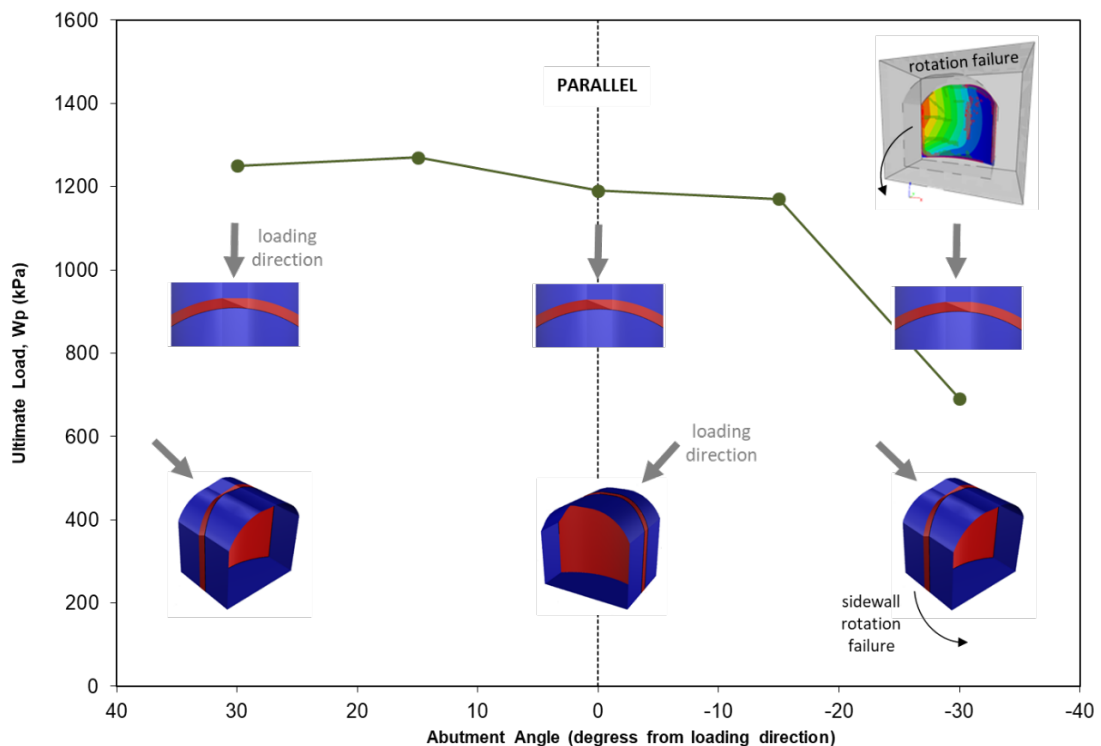 1600
1400
1200
1000
800
600
400
200
0
Ultimate Load, Wp (kPa)
PARALLEL
rotation failure
loading
direction
loading
direction
sidewall
rotation
failure
40
30
20
10
0
-10
-20
-30
-40
Abutment Angle (degress from loading direction)